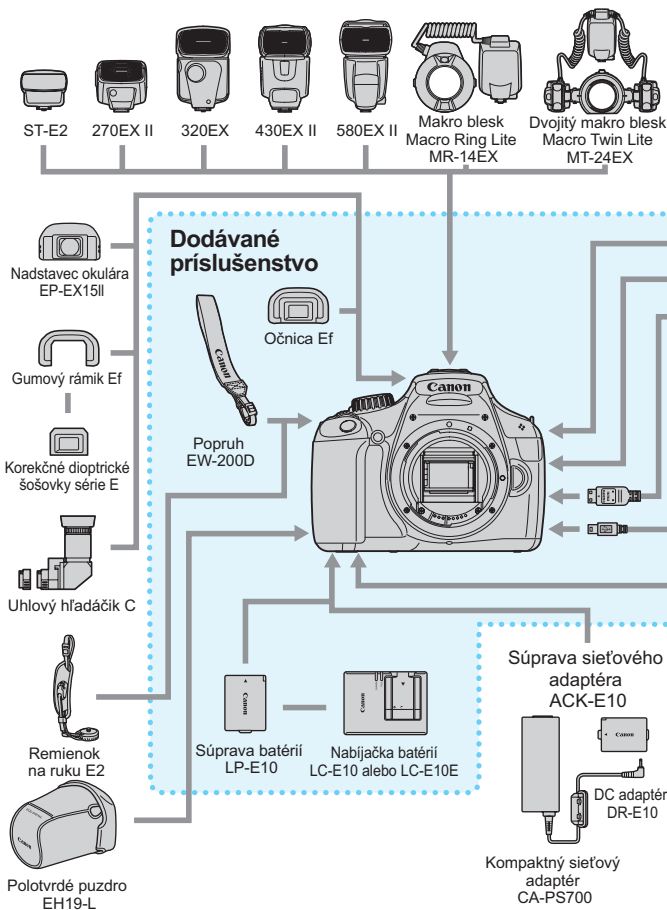 ST-E2
270EX II
320EX
430EX II
580EX II
Makro blesk
Macro Ring Lite
MR-14EX
Dvojitý makro blesk
Macro Twin Lite
MT-24EX
Dodávané
príslušenstvo
Nadstavec okulára
EP-EX15II
Očnica Ef
Gumový rámik Ef
Canon
Canon
Popruh
EW-200D
Korekčné dioptrické
šošovky série E
Uhlový hľadáčik C
Remienok
na ruku E2
Canon
Súprava batérií
LP-E10
Canon
Nabíjačka batérií
LC-E10 alebo LC-E10E
Súprava sieťového
adaptéra
ACK-E10
Canon
DC adaptér
DR-E10
Kompaktný sieťový
adaptér
CA-PS700
Canon
Polotvrdé puzdro
EH19-L